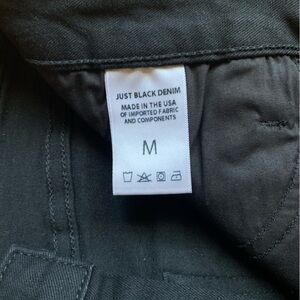 JUST BLACK DENIM
MADE IN THE USA
OF IMPORTED FABRIC
AND COMPONENTS
M